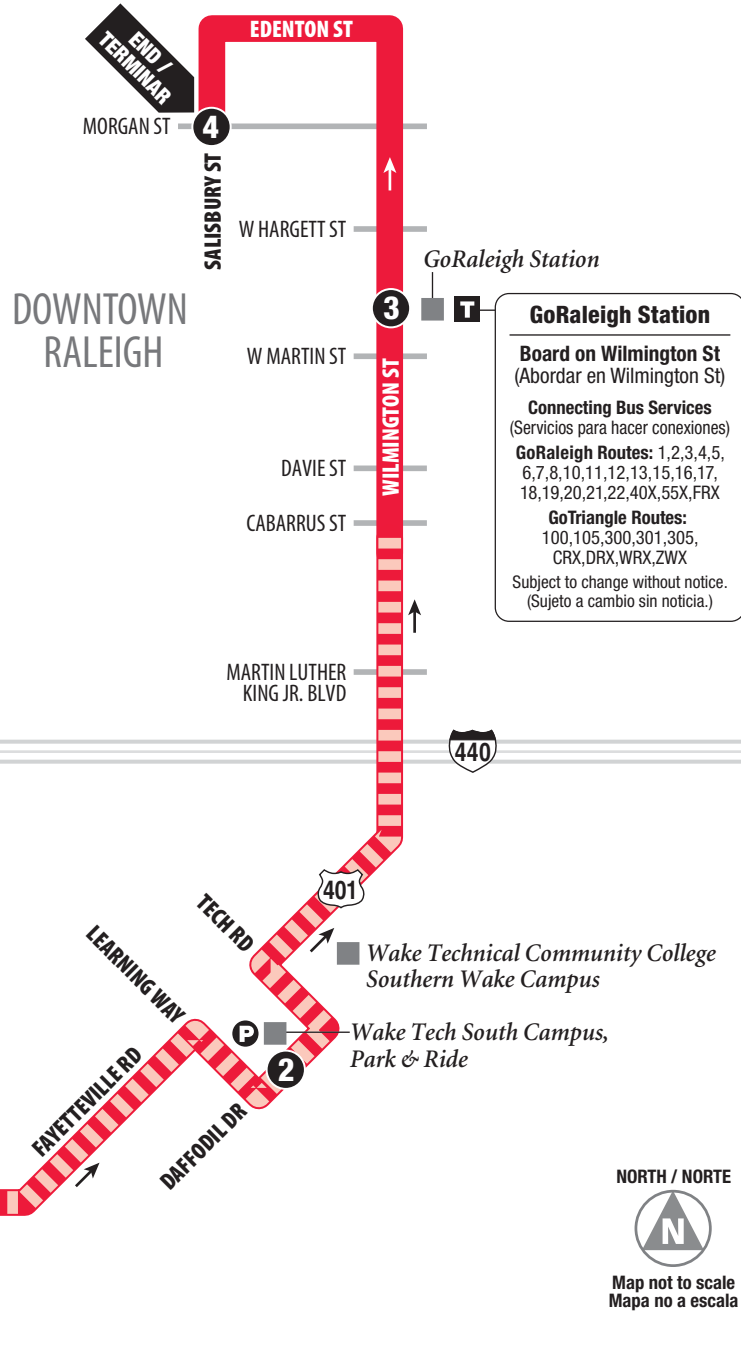 EDENTON ST
END /
TERMINAR
MORGAN ST
4
SALISBURY ST
W HARGETT ST
GoRaleigh Station
DOWNTOWN
RALEIGH
3
T
W MARTIN ST
WILMINGTON ST
DAVIE ST
CABARRUS ST
GoRaleigh Station
Board on Wilmington St
(Abordar en Wilmington St)
Connecting Bus Services
(Servicios para hacer conexiones)
GoRaleigh Routes: 1,2,3,4,5,
6,7,8,10,11,12,13,15,16,17,
18,19,20,21,22,40X,55X,FRX
GoTriangle Routes:
100,105,300,301,305,
CRX,DRX,WRX,ZWX
Subject to change without notice.
(Sujeto a cambio sin noticia.)
MARTIN LUTHER
KING JR. BLVD
440
401
TECH RD
LEARNING WAY
Wake Technical Community College
Southern Wake Campus
P
Wake Tech South Campus,
Park & Ride
2
FAYETTEVILLE RD
DAFFODIL DR
NORTH / NORTE
N
Map not to scale
Mapa no a escala